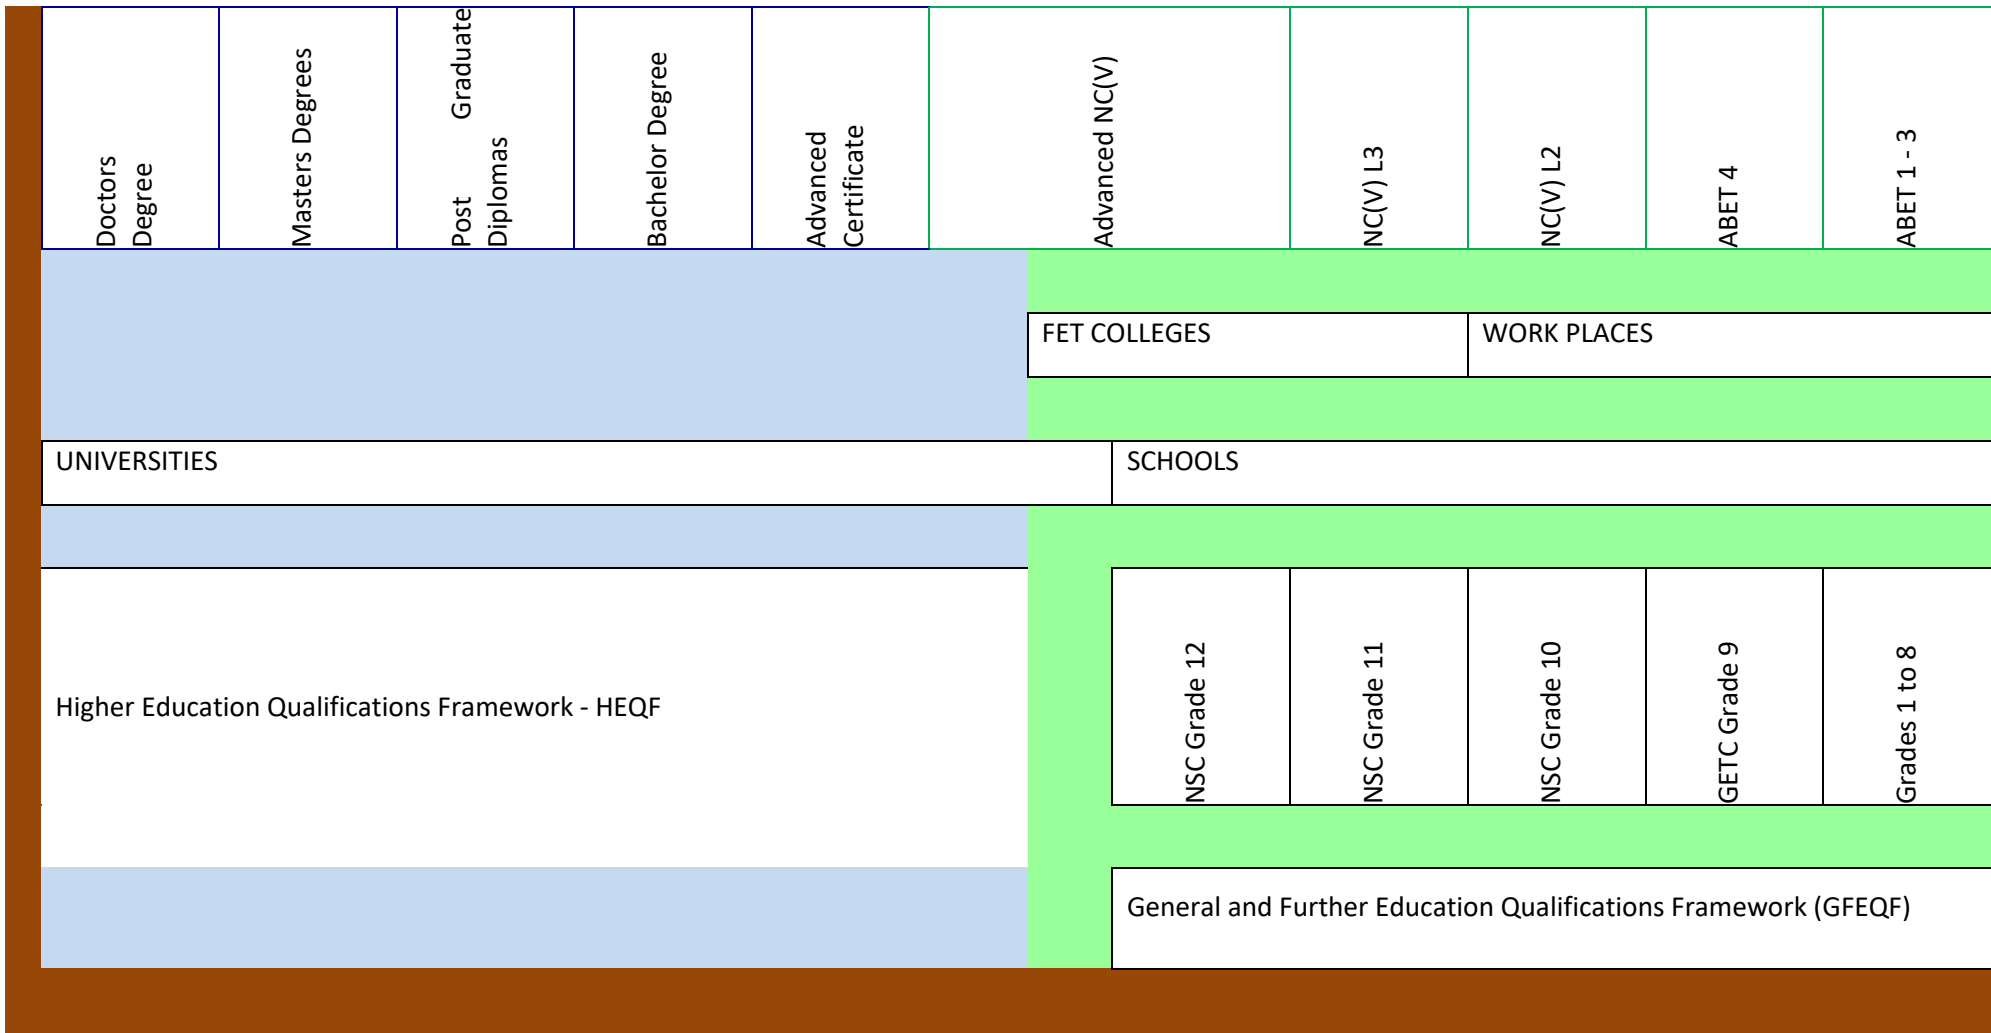 Doctors
Degree
Masters Degrees
Post Graduate
Diplomas
Bachelor Degree
Advanced
Certificate
Advanced NC(V)
NC(V) L3
NC(V) L2
ABET 4
ABET 1 - 3
FET COLLEGES
WORK PLACES
UNIVERSITIES
SCHOOLS
Higher Education Qualifications Framework - HEQF
NSC Grade 12
NSC Grade 11
NSC Grade 10
GETC Grade 9
Grades 1 to 8
General and Further Education Qualifications Framework (GFEQF)